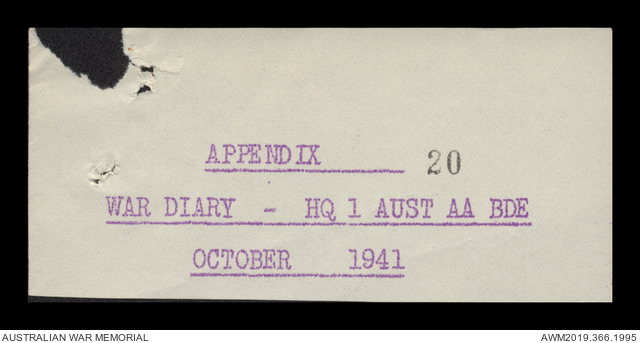 APPENDIX 20
WAR DIARY - HQ 1 AUST AA BDE
OCTOBER 1941
AUSTRALIAN WAR MEMORIAL AWM2019.366.1995